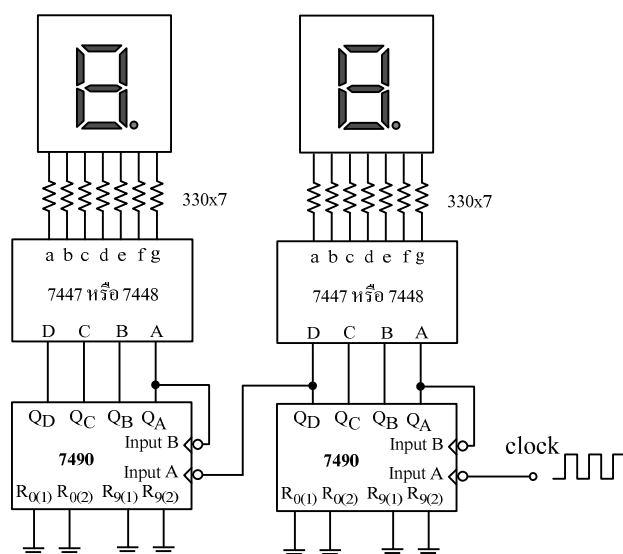 330x7
330x7
a b c d e f g
a b c d e f g
7447 หรือ 7448
7447 หรือ 7448
D C B A
D C B A
QD QC QB QA
QD QC QB QA
Input B
Input B
clock
7490
7490
Input A
Input A
R0(1) R0(2) R9(1) R9(2)
R0(1) R0(2) R9(1) R9(2)